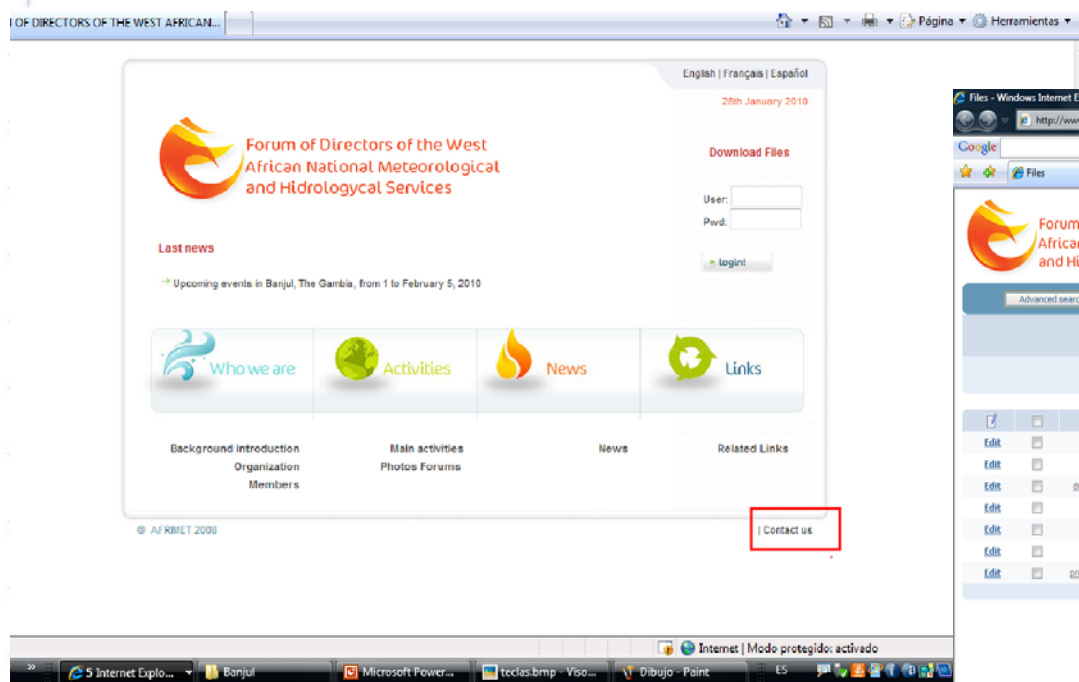 OF DIRECTORS OF THE WEST AFRICAN...
Página
Herramientas
English | Français | Español
28th January 2010
Forum of Directors of the West
African National Meteorological
and Hidrologycal Services
Download Files
User:
Pwd:
login!
Last news
Upcoming events in Banjul, The Gambia, from 1 to February 5, 2010
Who we are
Activities
News
Links
Background introduction
Organization
Members
Main activities
Photos Forums
News
Related Links
@ AFRIMET 2008
| Contact us
Files - Windows Internet E
http://www
Google
Files
Forum
African
and Hi
Advanced searc
Edit
Edit
Edit
Edit
Edit
Edit
Edit
Internet | Modo protegido: activado
»
5 Internet Explo...
Banjul
Microsoft Power...
teclas.bmp - Viso...
Dibujo - Paint
ES